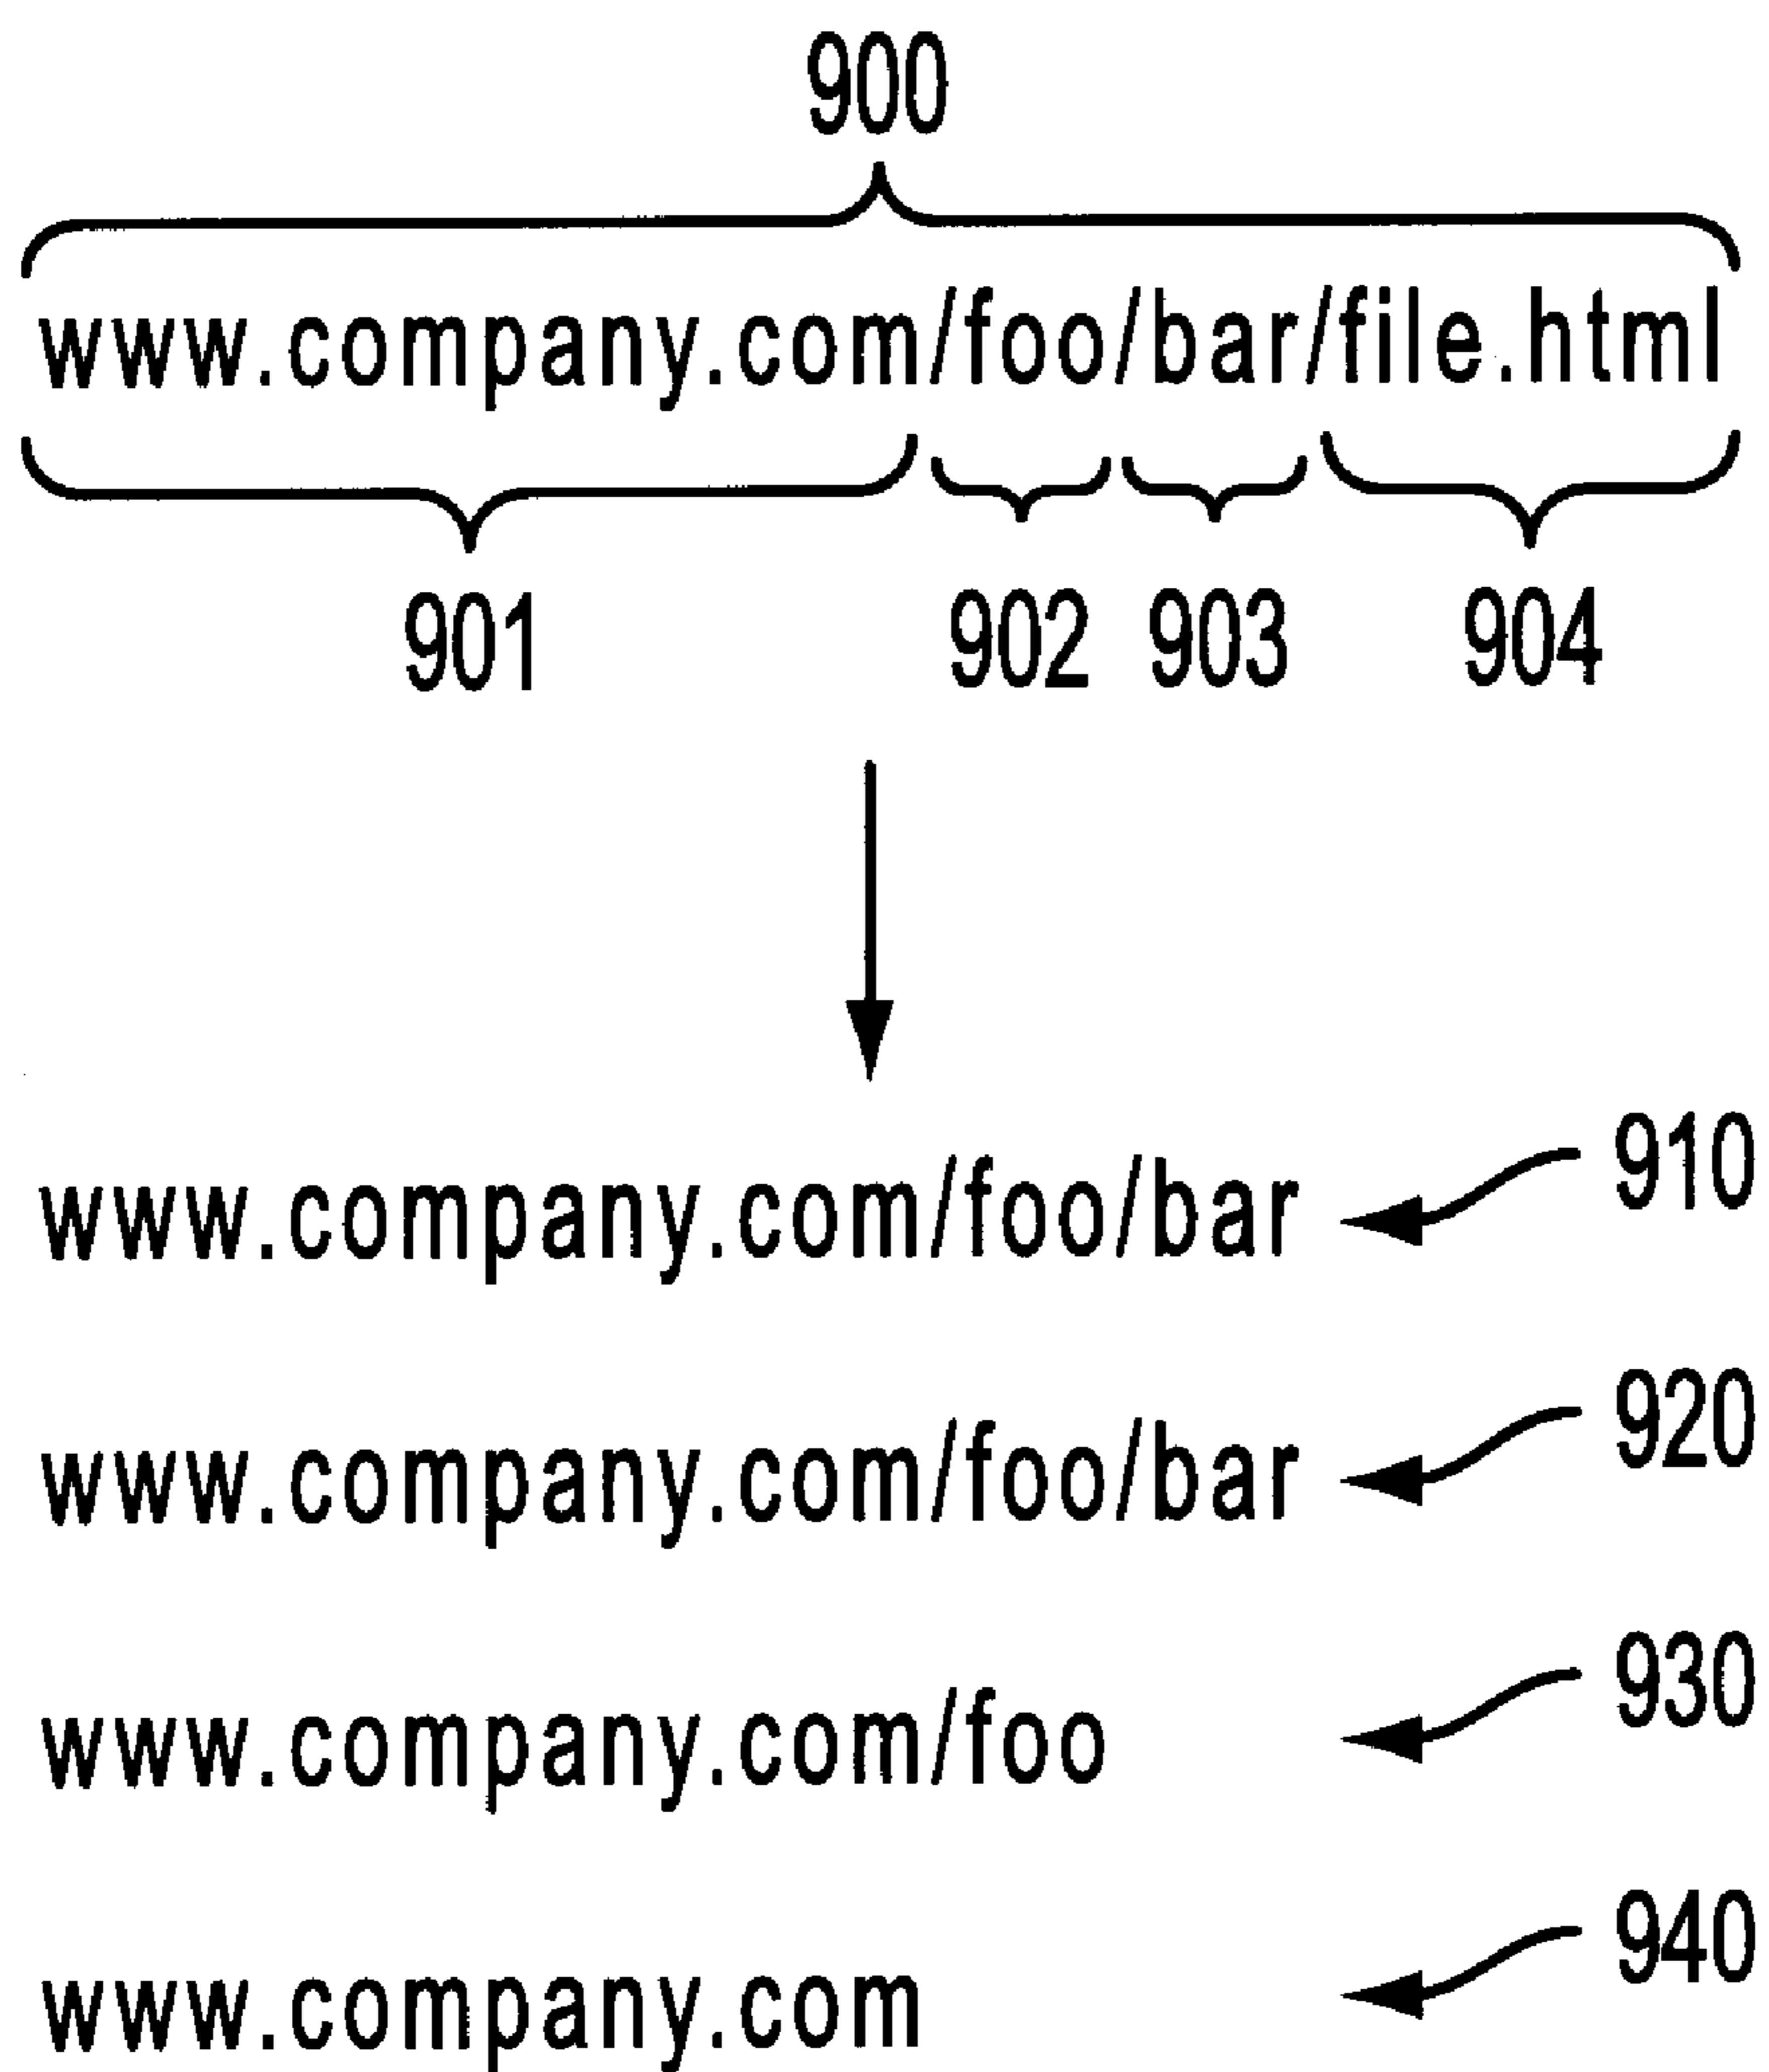 900
www.company.com/foo/bar/file.html
901 902 903 904
www.company.com/foo/bar 910
www.company.com/foo/bar 920
www.company.com/foo 930
www.company.com 940